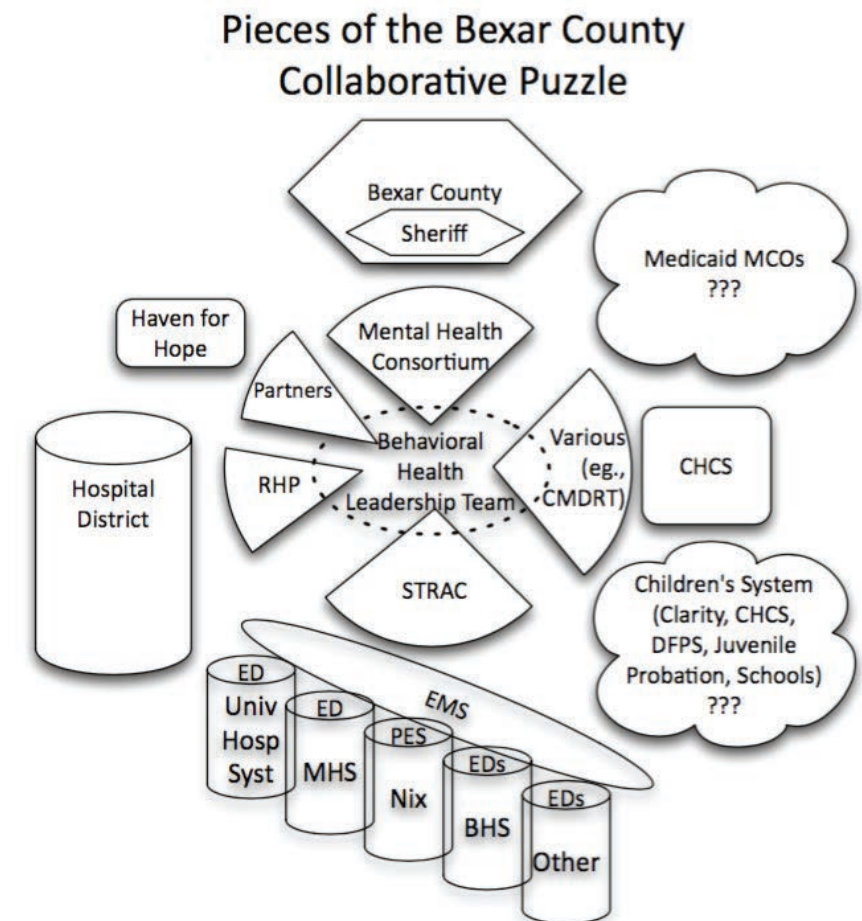 Pieces of the Bexar County
Collaborative Puzzle
Bexar County
Sheriff
Medicaid MCOs
???
Haven for
Hope
Mental Health
Consortium
Partners
Behavioral
Health
Leadership Team
Various
(eg.,
CMDRT)
CHCS
RHP
Hospital
District
STRAC
Children's System
(Clarity, CHCS,
DFPS, Juvenile
Probation, Schools)
???
EMS
ED
Univ
Hosp
Syst
ED
MHS
PES
Nix
EDs
BHS
EDs
Other